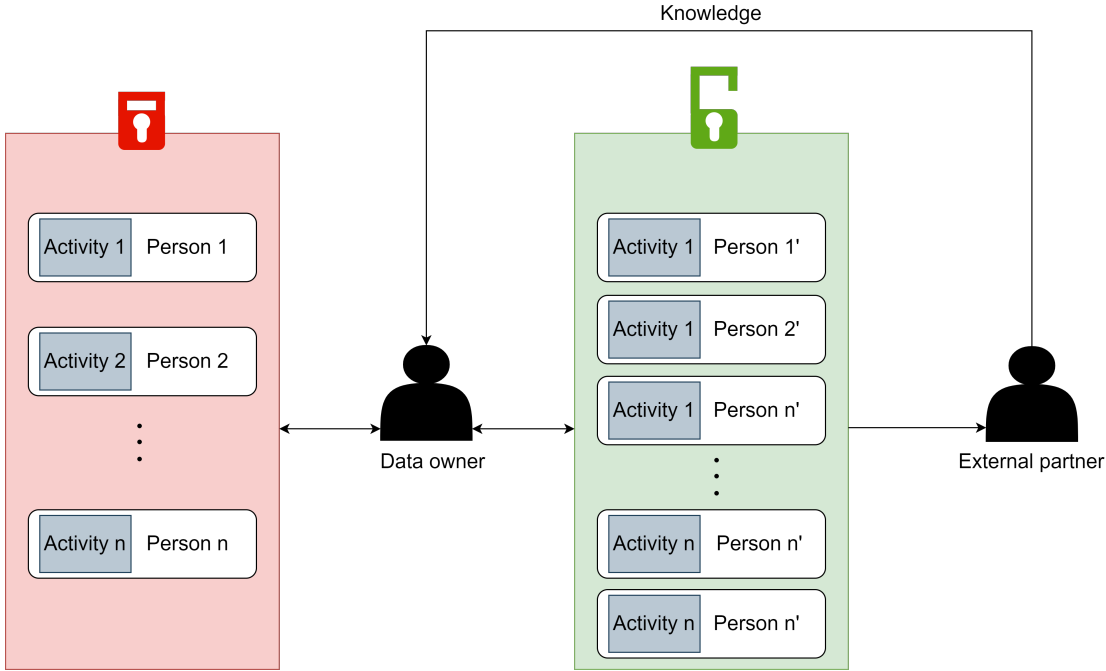 Knowledge
Activity 1 Person 1
Activity 2 Person 2
Activity n Person n
Data owner
Activity 1 Person 1'
Activity 1 Person 2'
Activity 1 Person n'
Activity n Person n'
Activity n Person n'
External partner